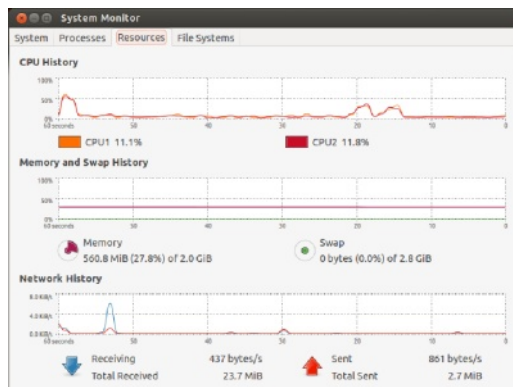 System Monitor
System Processes Resources File Systems
CPU History
100%
50%
0%
60 seconds 50 40 30 20 10 0
CPU1 11.1% CPU2 11.8%
Memory and Swap History
100%
50%
0%
60 seconds 50 40 30 20 10 0
Memory Swap
560.8 MiB (27.8%) of 2.0 GiB 0 bytes (0.0%) of 2.8 GiB
Network History
8.0 KiB/s
4.0 KiB/s
0.0 KiB/s
60 seconds 50 40 30 20 10 0
Receiving 437 bytes/s Sent 861 bytes/s
Total Received 23.7 MiB Total Sent 2.7 MiB